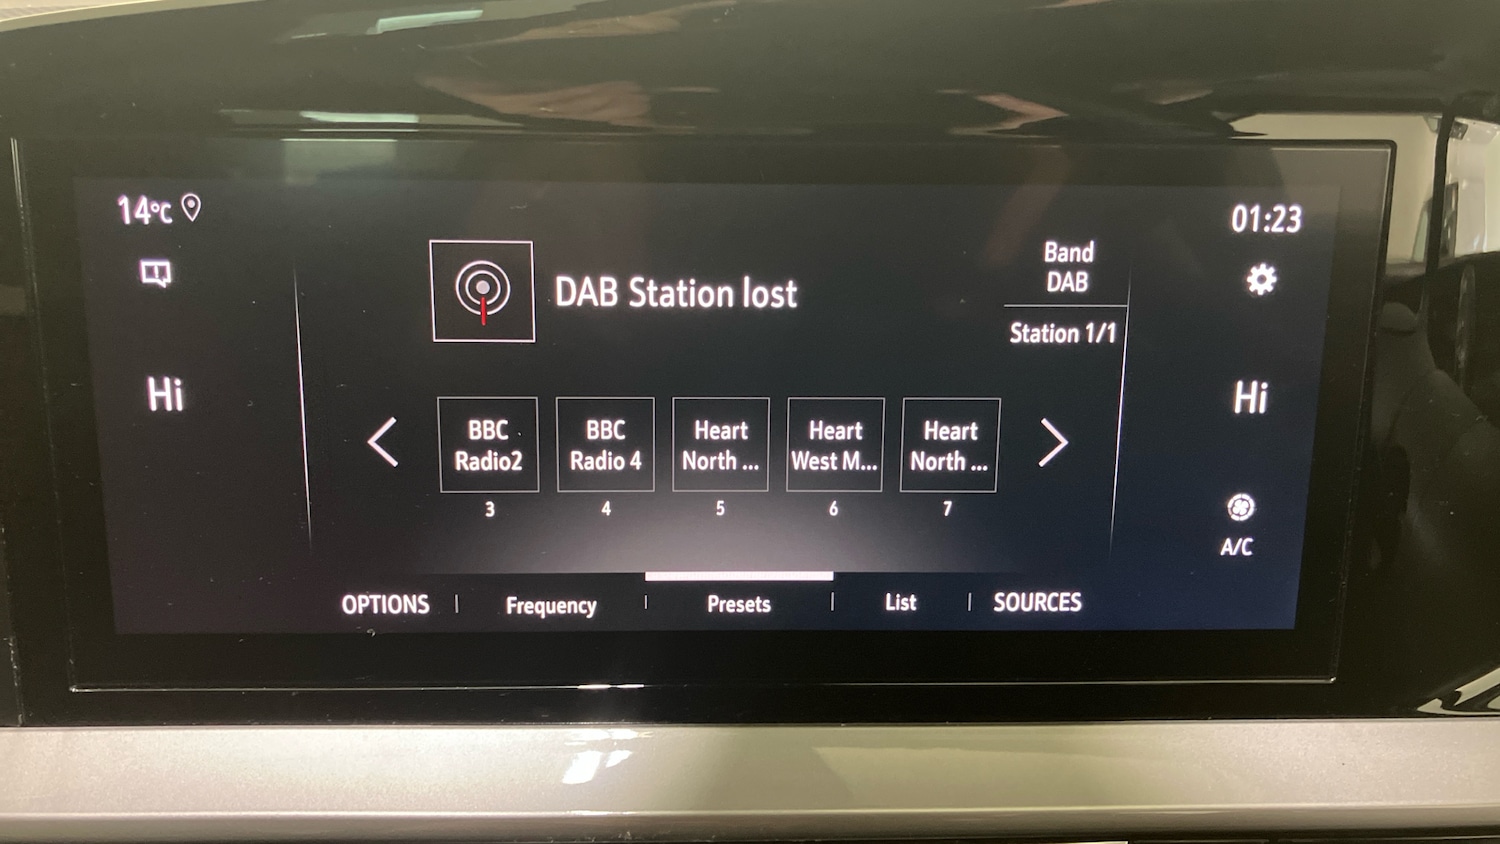 14°C
01:23
DAB Station lost
Band
DAB
Station 1/1
Hi
Hi
BBC
Radio2
BBC
Radio 4
Heart
North ...
Heart
West M...
Heart
North ...
3
4
5
6
7
A/C
OPTIONS
Frequency
Presets
List
SOURCES